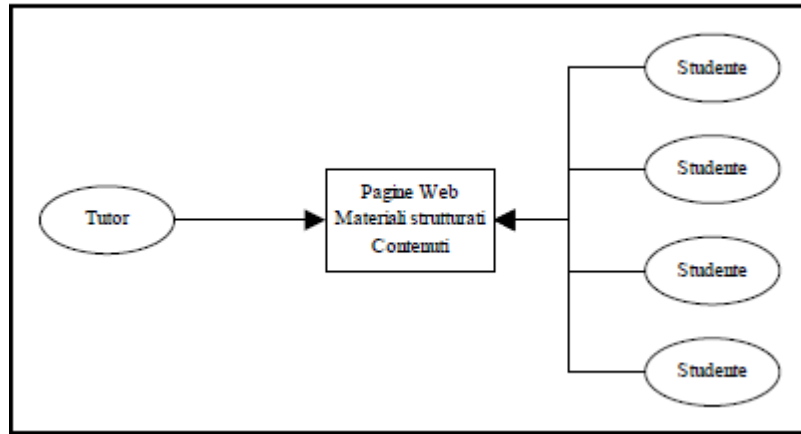 Studente
Studente
Pagine Web
Materiali strutturati
Contenuti
Tutor
Studente
Studente